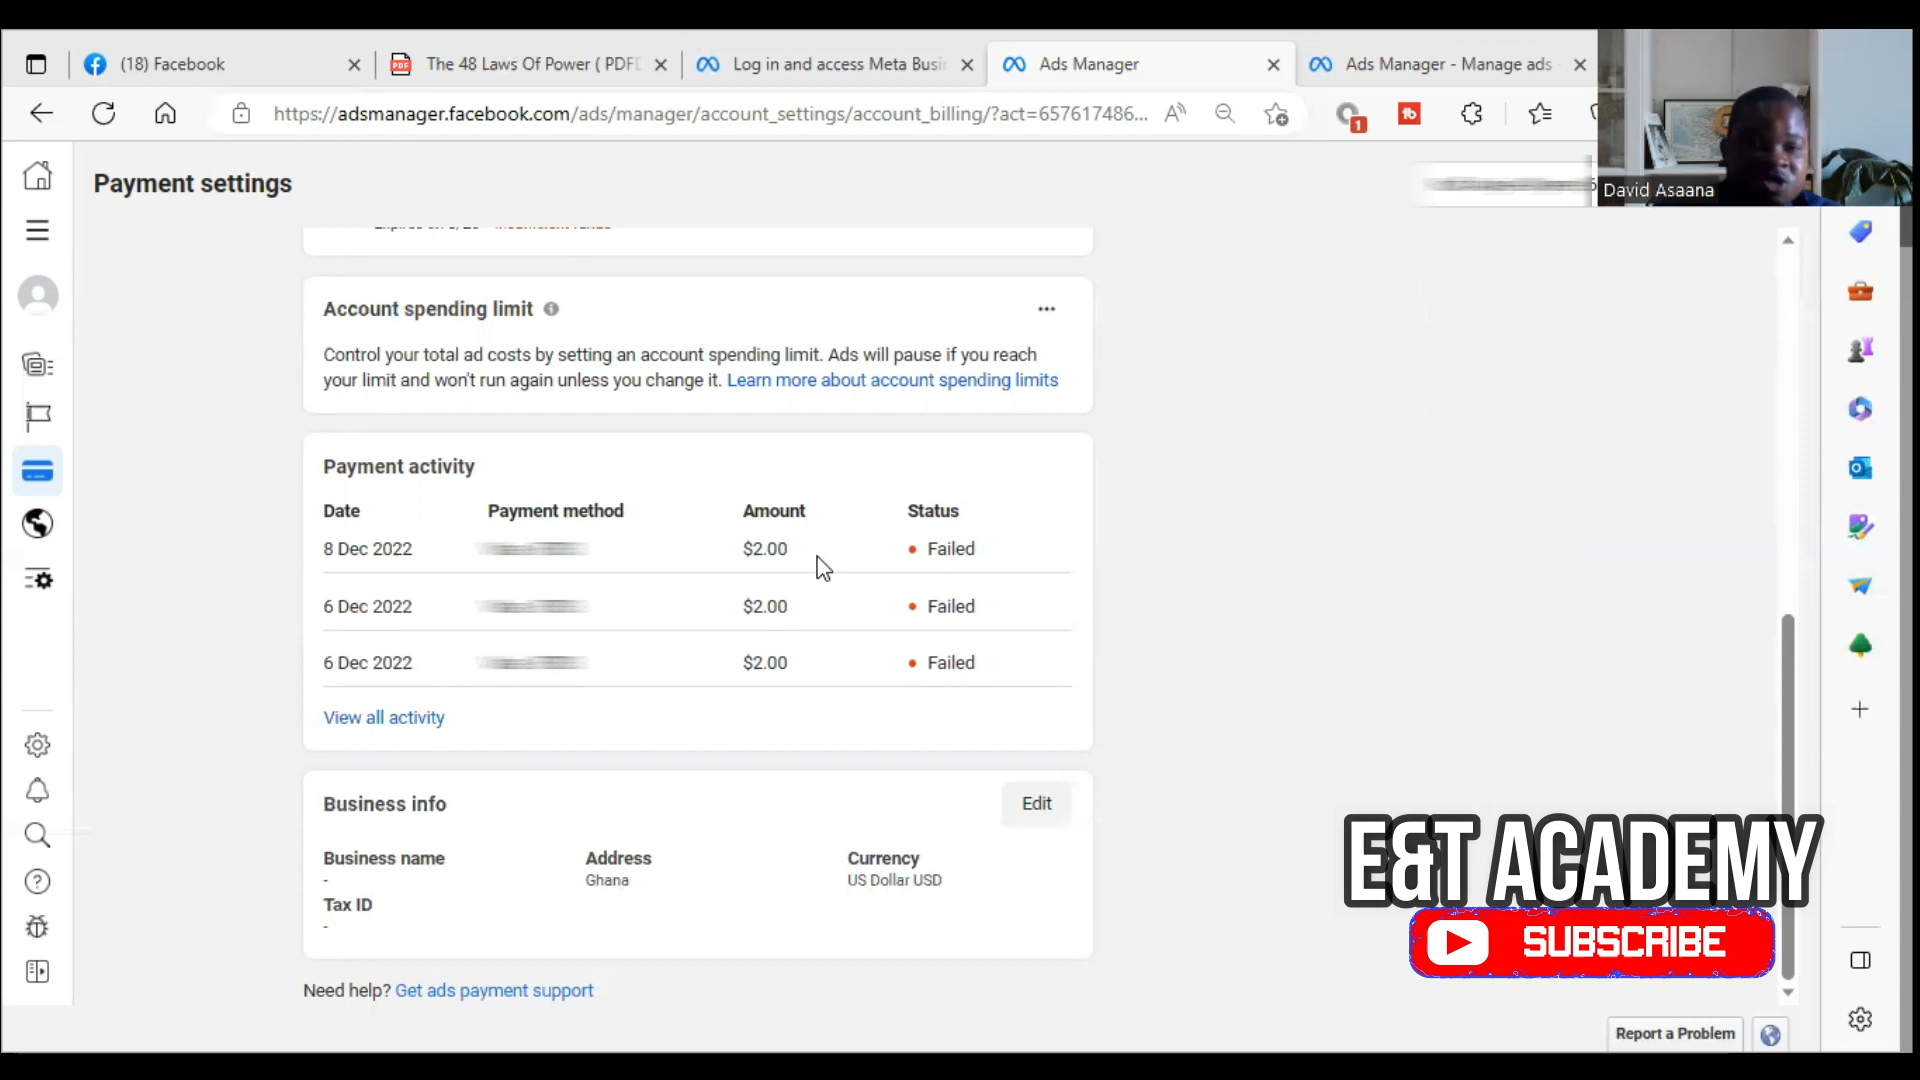 (18) Facebook
The 48 Laws Of Power ( PDFD
Log in and access Meta Busin
Ads Manager
Ads Manager - Manage ads
https://adsmanager.facebook.com/ads/manager/account_settings/account_billing/?act=657617486...
1
Payment settings
David Asaana
Account spending limit
...
Control your total ad costs by setting an account spending limit. Ads will pause if you reach
your limit and won't run again unless you change it. Learn more about account spending limits
Payment activity
Date Payment method Amount Status
8 Dec 2022 $2.00 Failed
6 Dec 2022 $2.00 Failed
6 Dec 2022 $2.00 Failed
View all activity
Business info
Edit
Business name Address Currency
- Ghana US Dollar USD
Tax ID
-
Need help? Get ads payment support
E&T ACADEMY
SUBSCRIBE
Report a Problem